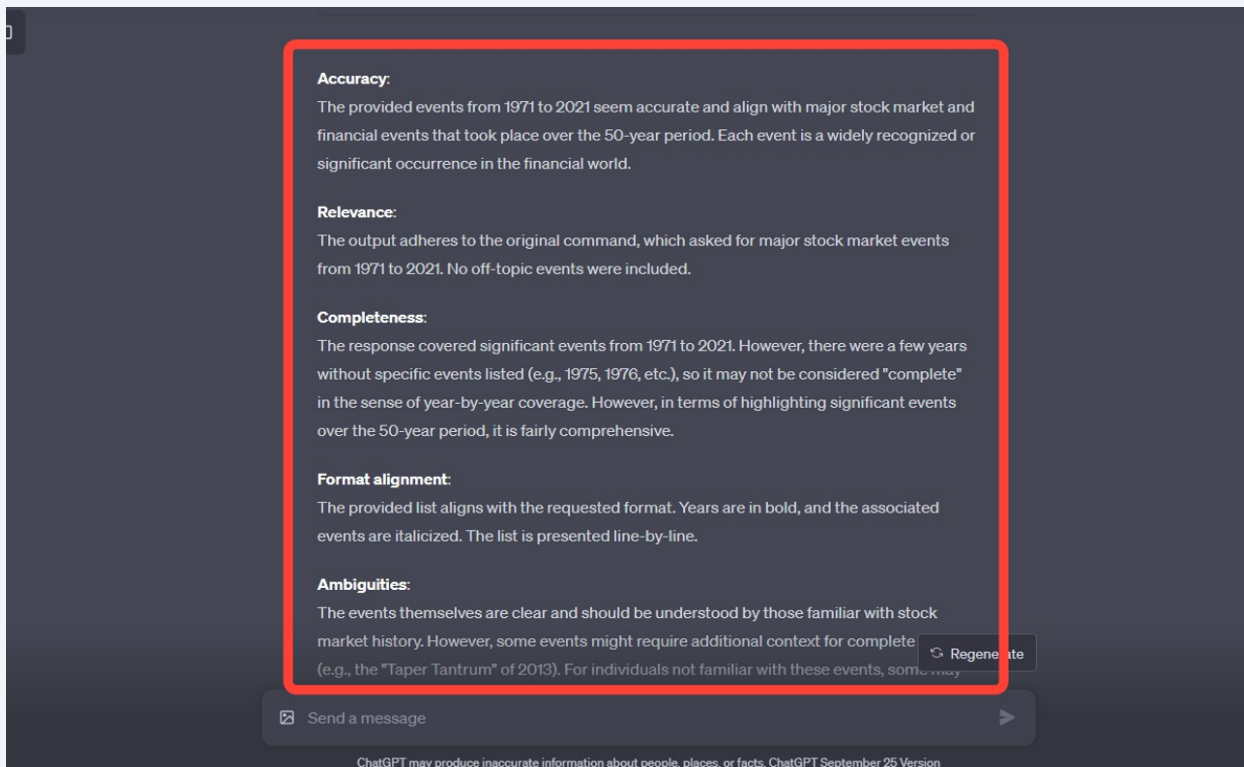 Accuracy:
The provided events from 1971 to 2021 seem accurate and align with major stock market and
financial events that took place over the 50-year period. Each event is a widely recognized or
significant occurrence in the financial world.
Relevance:
The output adheres to the original command, which asked for major stock market events
from 1971 to 2021. No off-topic events were included.
Completeness:
The response covered significant events from 1971 to 2021. However, there were a few years
without specific events listed (e.g., 1975, 1976, etc.), so it may not be considered "complete"
in the sense of year-by-year coverage. However, in terms of highlighting significant events
over the 50-year period, it is fairly comprehensive.
Format alignment:
The provided list aligns with the requested format. Years are in bold, and the associated
events are italicized. The list is presented line-by-line.
Ambiguities:
The events themselves are clear and should be understood by those familiar with stock
market history. However, some events might require additional context for complete
(e.g., the "Taper Tantrum" of 2013). For individuals not familiar with these events, some may
Regenerate
Send a message
ChatGPT may produce inaccurate information about people, places, or facts. ChatGPT September 25 Version